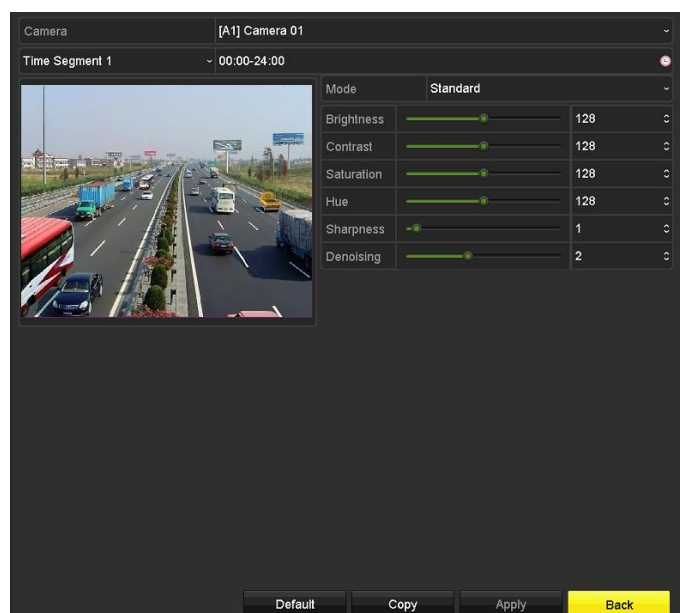 Camera [A1] Camera 01
Time Segment 1 00:00-24:00
Mode Standard
Brightness 128
Contrast 128
Saturation 128
Hue 128
Sharpness 1
Denoising 2
Default Copy Apply Back